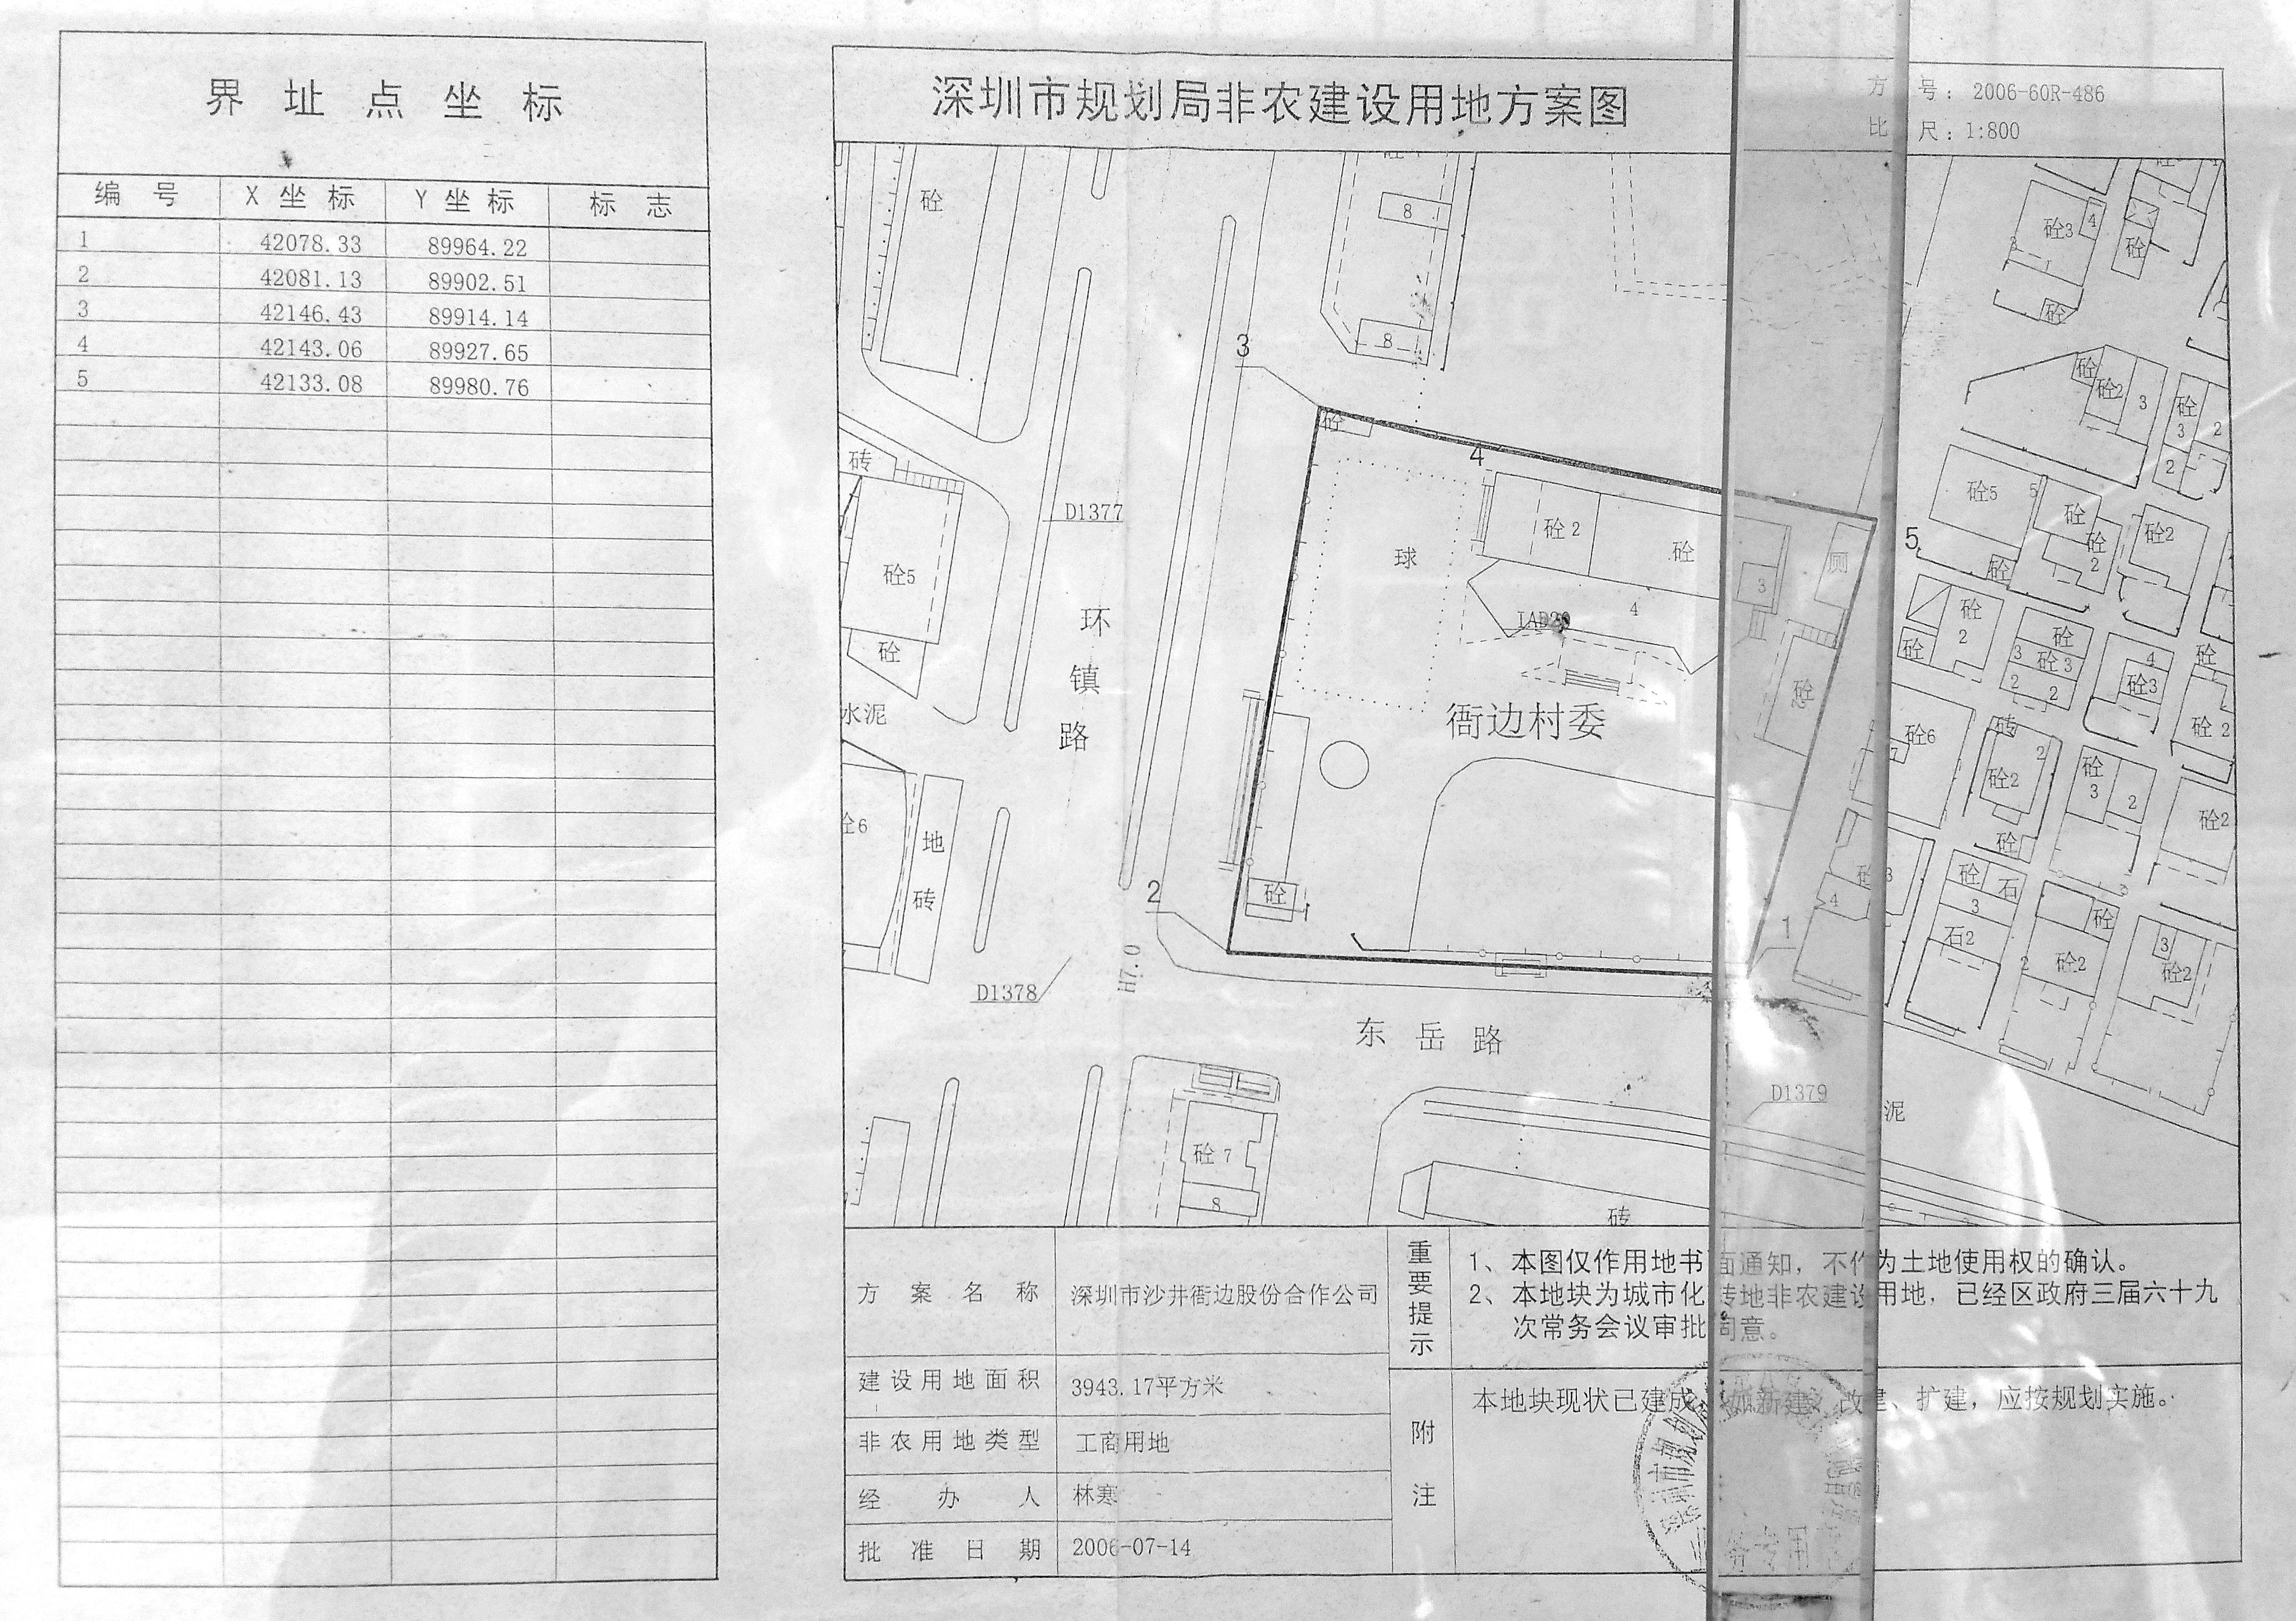 界址点坐标
编号 X坐标 Y坐标 标志
1 42078.33 89964.22
2 42081.13 89902.51
3 42146.43 89914.14
4 42143.06 89927.65
5 42133.08 89980.76
深圳市规划局非农建设用地方案图
方 号: 2006-60R-486
比 尺: 1:800
砼
8
8
砼3
4
3
砼
砼
3
砼
4
砼
砼2
3
砼
3
2
2
砖
D1377
砼5
砼
球
砼2
砼
4
3
厕
5
砼5
5
砼
砼
2
砼2
砼
砼
2
砼
砼
3
砼3
2
2
4
砼3
砼
砼2
环
镇
路
水泥
衙边村委
砼
砼6
7
砖
2
砼2
砼
砼
3
2
砼2
6
地
砖
2
砼
1
4
3
砼
石
3
石2
砼
2
砼2
3
砼2
D1378
H7.0
东岳路
D1379
泥
砼7
8
砖
方案名称 深圳市沙井衙边股份合作公司
建设用地面积 3943.17平方米
非农用地类型 工商用地
经办人 林寒
批准日期 2006-07-14
重要提示
1、本图仅作用地书面通知，不作为土地使用权的确认。
2、本地块为城市化转地非农建设用地，已经区政府三届六十九
次常务会议审批同意。
附注
本地块现状已建成，如新建、改建、扩建，应按规划实施。
务专用